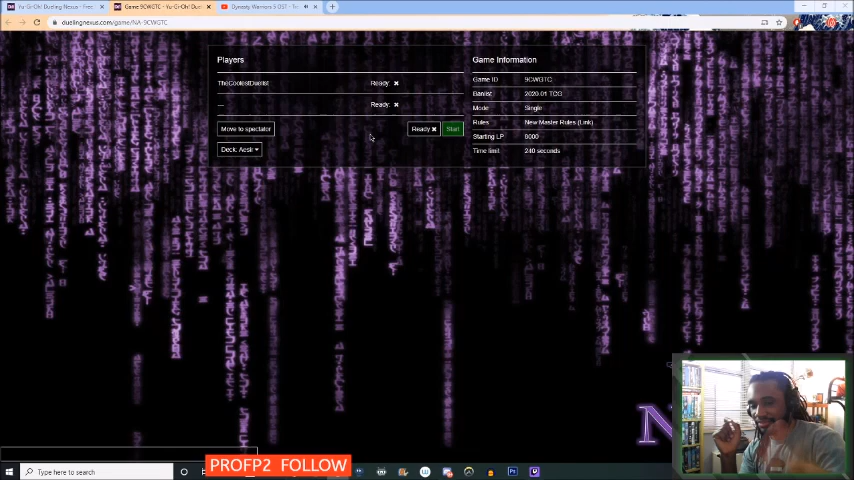 Yu-Gi-Oh! Dueling Nexus - Free
Game 9CWGTC - Yu-Gi-Oh! Duel
Dynasty Warriors 5 OST -
duelingnexus.com/game/NA-9CWGTC
Players
TheCoolestDuelist Ready:
— Ready:
Move to spectator Ready Start
Deck: Aesir
Game Information
Game ID 9CWGTC
Banlist 2020.01 TCG
Mode Single
Rules New Master Rules (Link)
Starting LP 8000
Time limit 240 seconds
N
PROFP2 FOLLOW
Type here to search